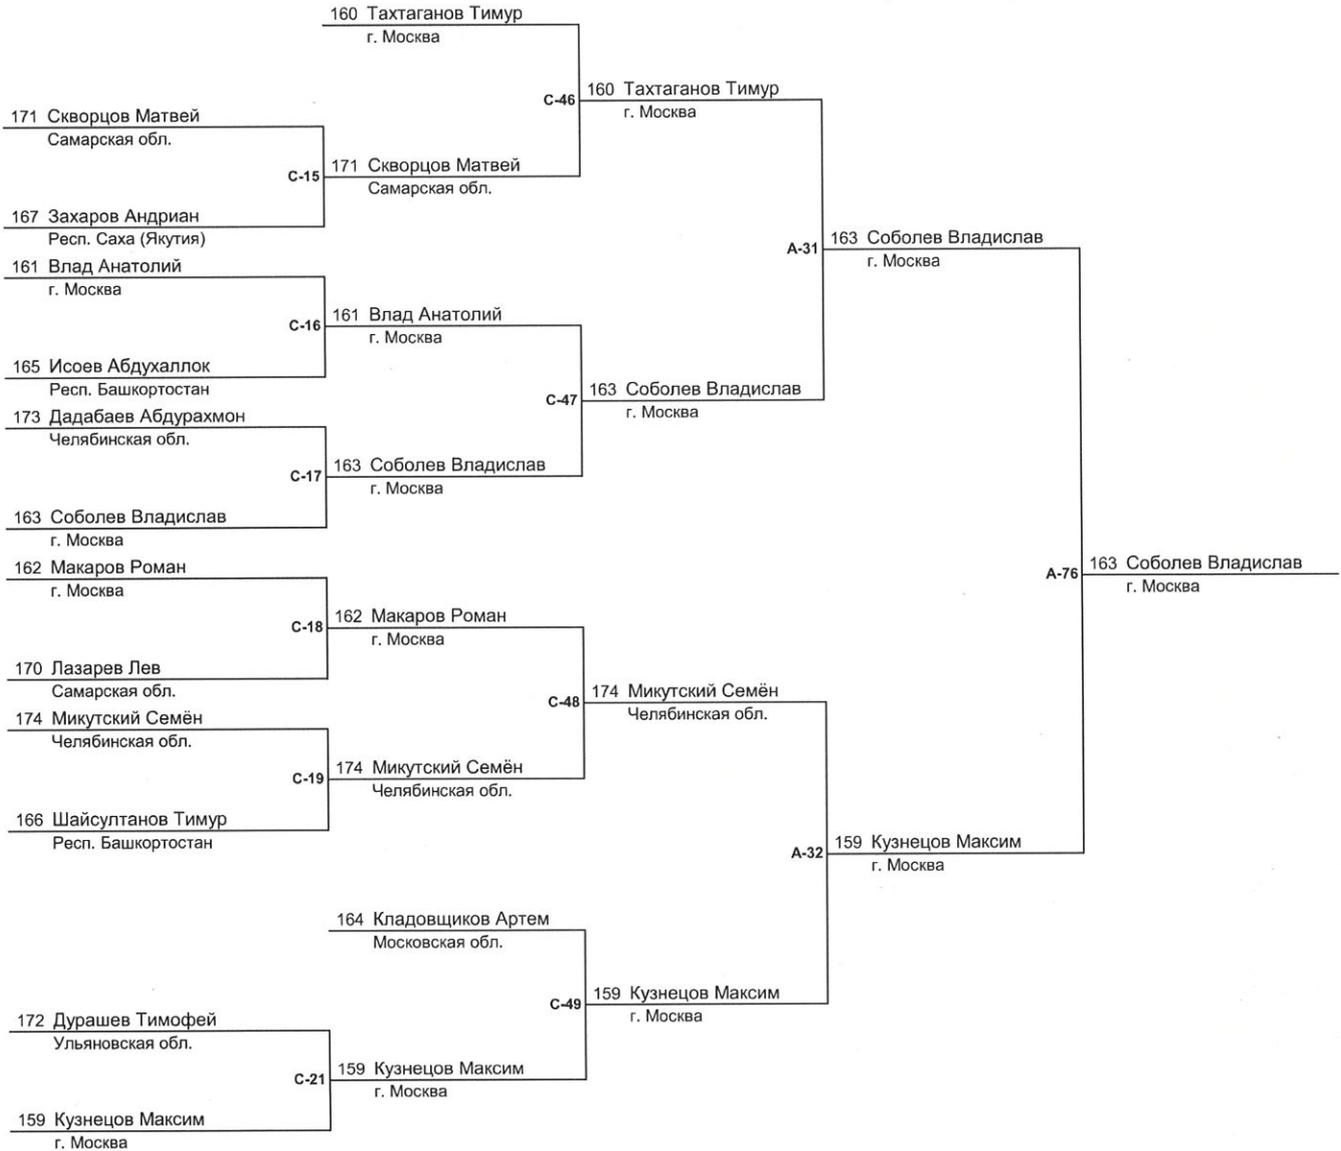 160 Тахтаганов Тимур
г. Москва
С-46
160 Тахтаганов Тимур
г. Москва
171 Скворцов Матвей
Самарская обл.
С-15
171 Скворцов Матвей
Самарская обл.
167 Захаров Андриан
Респ. Саха (Якутия)
А-31
163 Соболев Владислав
г. Москва
161 Влад Анатолий
г. Москва
С-16
161 Влад Анатолий
г. Москва
165 Исоев Абдухаллок
Респ. Башкортостан
С-47
163 Соболев Владислав
г. Москва
173 Дадабаев Абдурахмон
Челябинская обл.
С-17
163 Соболев Владислав
г. Москва
163 Соболев Владислав
г. Москва
А-76
163 Соболев Владислав
г. Москва
162 Макаров Роман
г. Москва
С-18
162 Макаров Роман
г. Москва
170 Лазарев Лев
Самарская обл.
С-48
174 Микутский Семён
Челябинская обл.
174 Микутский Семён
Челябинская обл.
С-19
174 Микутский Семён
Челябинская обл.
166 Шайсултанов Тимур
Респ. Башкортостан
А-32
159 Кузнецов Максим
г. Москва
164 Кладовщиков Артем
Московская обл.
С-49
159 Кузнецов Максим
г. Москва
172 Дурашев Тимофей
Ульяновская обл.
С-21
159 Кузнецов Максим
г. Москва
159 Кузнецов Максим
г. Москва